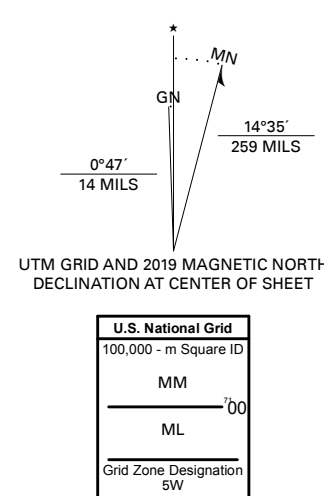 ★
MN
GN
14°35´
259 MILS
0°47´
14 MILS
UTM GRID AND 2019 MAGNETIC NORTH
DECLINATION AT CENTER OF SHEET
U.S. National Grid
100,000 - m Square ID
MM
7100
ML
Grid Zone Designation
5W